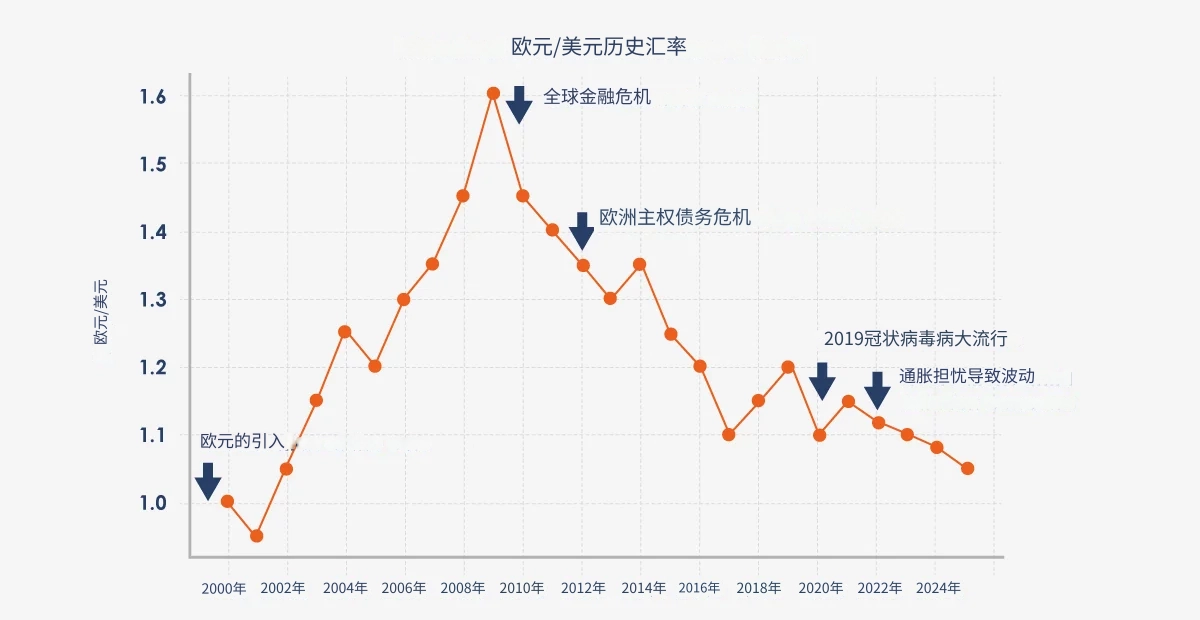 欧元/美元历史汇率
1.6
全球金融危机
1.5
欧洲主权债务危机
1.4
欧元/美元
1.3
2019冠状病毒病大流行
1.2
通胀担忧导致波动
1.1
欧元的引入
1.0
2000年 2002年 2004年 2006年 2008年 2010年 2012年 2014年 2016年 2018年 2020年 2022年 2024年